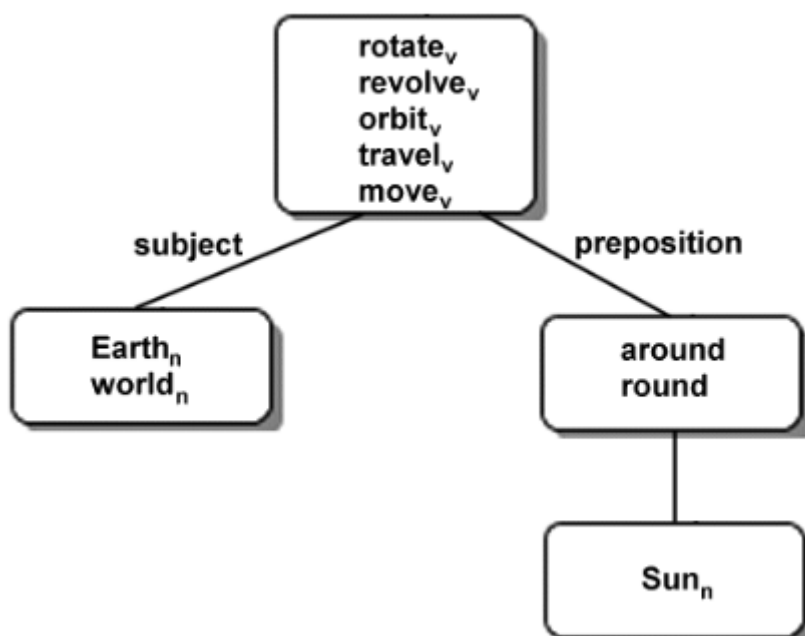 rotateᵥ
revolveᵥ
orbitᵥ
travelᵥ
moveᵥ
subject
preposition
Earthₙ
worldₙ
around
round
Sunₙ